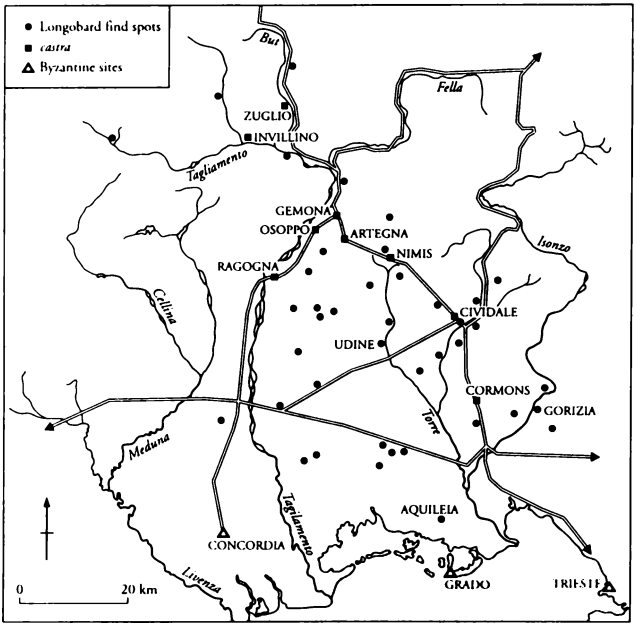 Longobard find spots
castra
Byzantine sites
But
Fella
ZUGLIO
INVILLINO
Tagliamento
GEMONA
OSOPPO
ARTEGNA
NIMIS
Isonzo
RAGOGNA
Cellina
CIVIDALE
UDINE
CORMONS
GORIZIA
Torre
Meduna
Tagilamento
AQUILEIA
CONCORDIA
GRADO
TRIESTE
Livenza
0 20 km